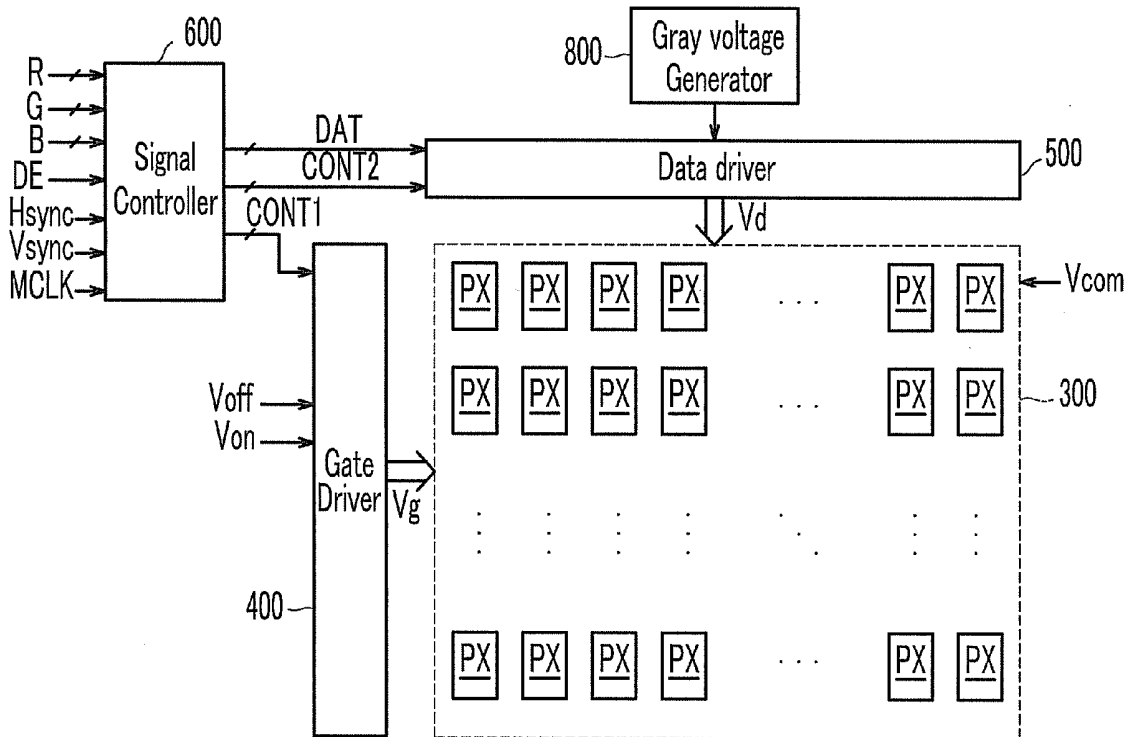 600
R
G
B
DE
Hsync
Vsync
MCLK
Signal
Controller
DAT
CONT2
CONT1
800
Gray voltage
Generator
Data driver
500
Vd
Vcom
PX PX PX PX ... PX PX
PX PX PX PX ... PX PX
300
Voff
Von
Gate
Driver
Vg
400
PX PX PX PX ... PX PX